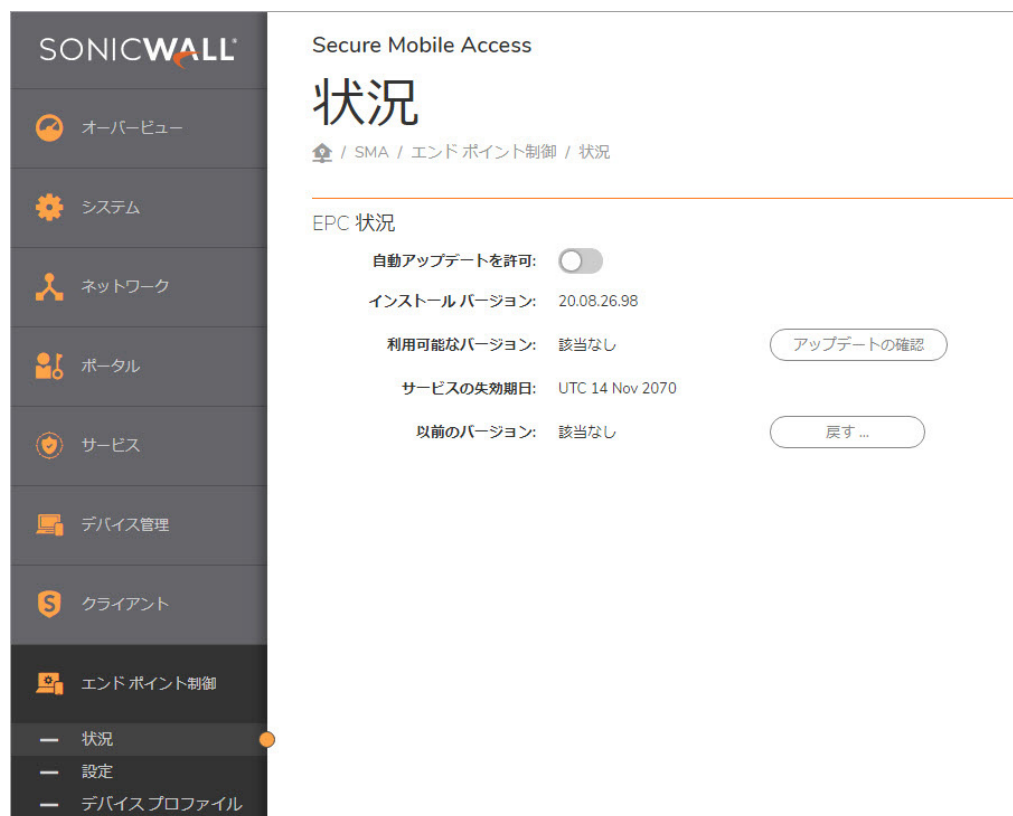 SONICWALL
オーバービュー
システム
ネットワーク
ポータル
サービス
デバイス管理
クライアント
エンド ポイント制御
状況
設定
デバイス プロファイル
Secure Mobile Access
状況
/ SMA / エンド ポイント制御 / 状況
EPC 状況
自動アップデートを許可:
インストール バージョン: 20.08.26.98
利用可能なバージョン: 該当なし アップデートの確認
サービスの失効期日: UTC 14 Nov 2070
以前のバージョン: 該当なし 戻す ...